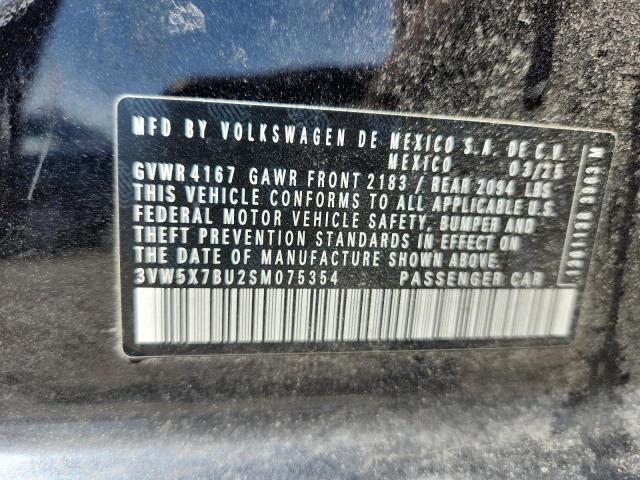 MFD BY VOLKSWAGEN DE MEXICO S.A. DE C.V.
MEXICO 03/25
GVWR 4167 GAWR FRONT 2183 / REAR 2094 LBS
THIS VEHICLE CONFORMS TO ALL APPLICABLE U.S.
FEDERAL MOTOR VEHICLE SAFETY, BUMPER AND
THEFT PREVENTION STANDARDS IN EFFECT ON
THE DATE OF MANUFACTURE SHOWN ABOVE.
3VW5X7BU2SM075354 PASSENGER CAR